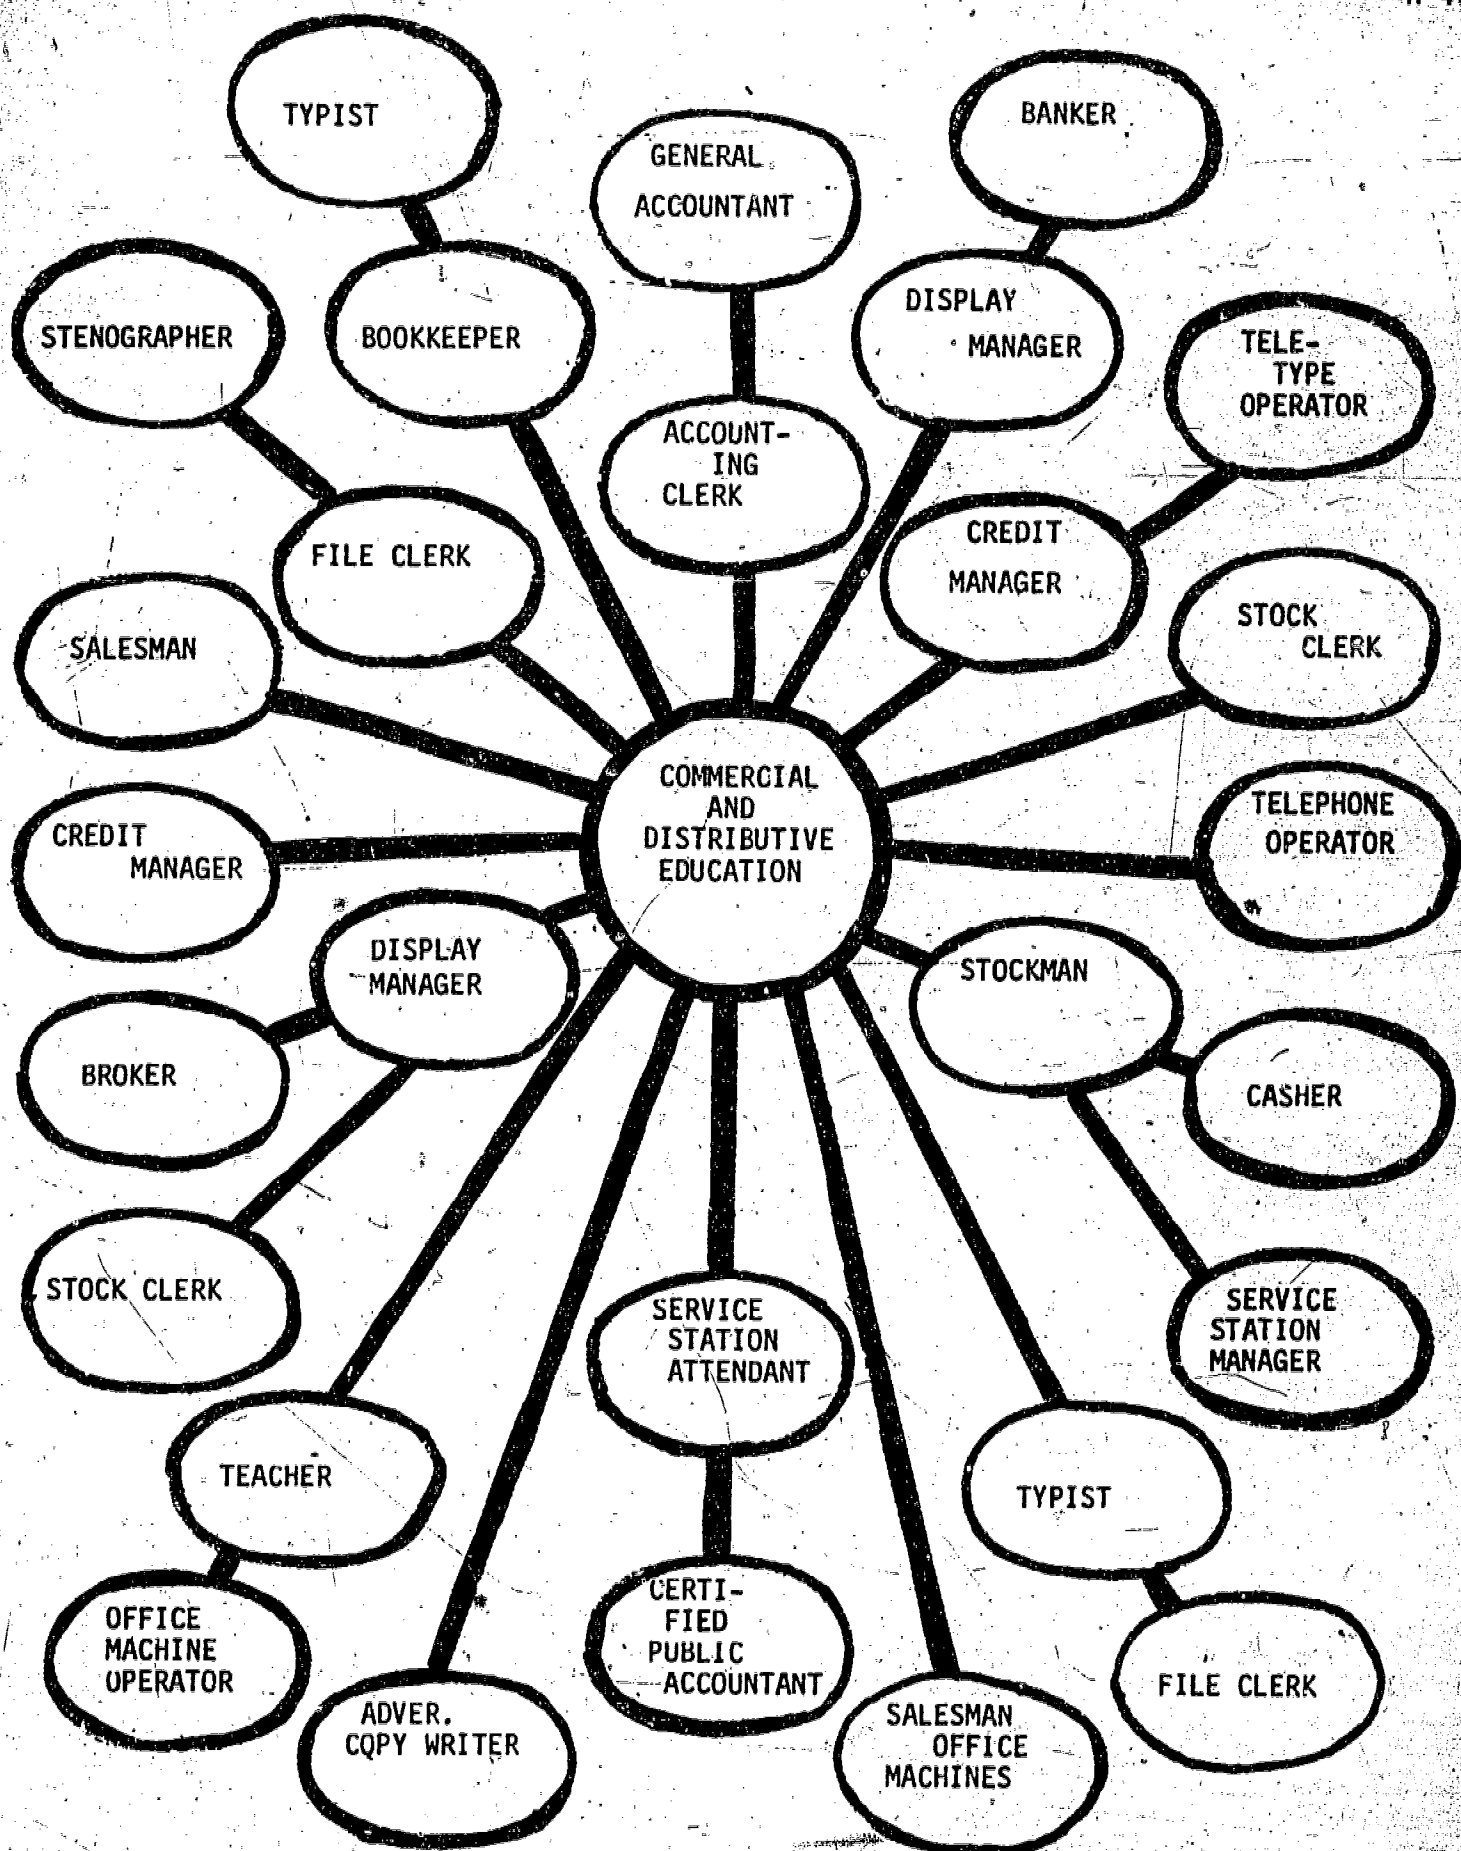 TYPIST
BANKER
GENERAL
ACCOUNTANT
STENOGRAPHER
BOOKKEEPER
DISPLAY
MANAGER
TELE-
TYPE
OPERATOR
ACCOUNT-
ING
CLERK
FILE CLERK
CREDIT
MANAGER
SALESMAN
STOCK
CLERK
COMMERCIAL
AND
DISTRIBUTIVE
EDUCATION
CREDIT
MANAGER
TELEPHONE
OPERATOR
DISPLAY
MANAGER
STOCKMAN
BROKER
CASHER
STOCK CLERK
SERVICE
STATION
ATTENDANT
SERVICE
STATION
MANAGER
TEACHER
TYPIST
OFFICE
MACHINE
OPERATOR
CERTI-
FIED
PUBLIC
ACCOUNTANT
FILE CLERK
ADVER.
COPY WRITER
SALESMAN
OFFICE
MACHINES